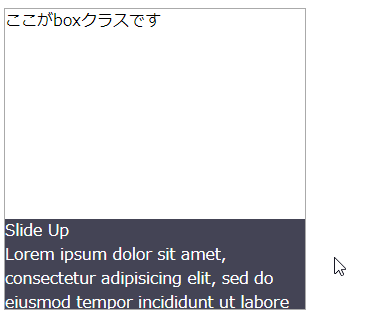 ここがboxクラスです
Slide Up
Lorem ipsum dolor sit amet,
consectetur adipisicing elit, sed do
eiusmod tempor incididunt ut labore